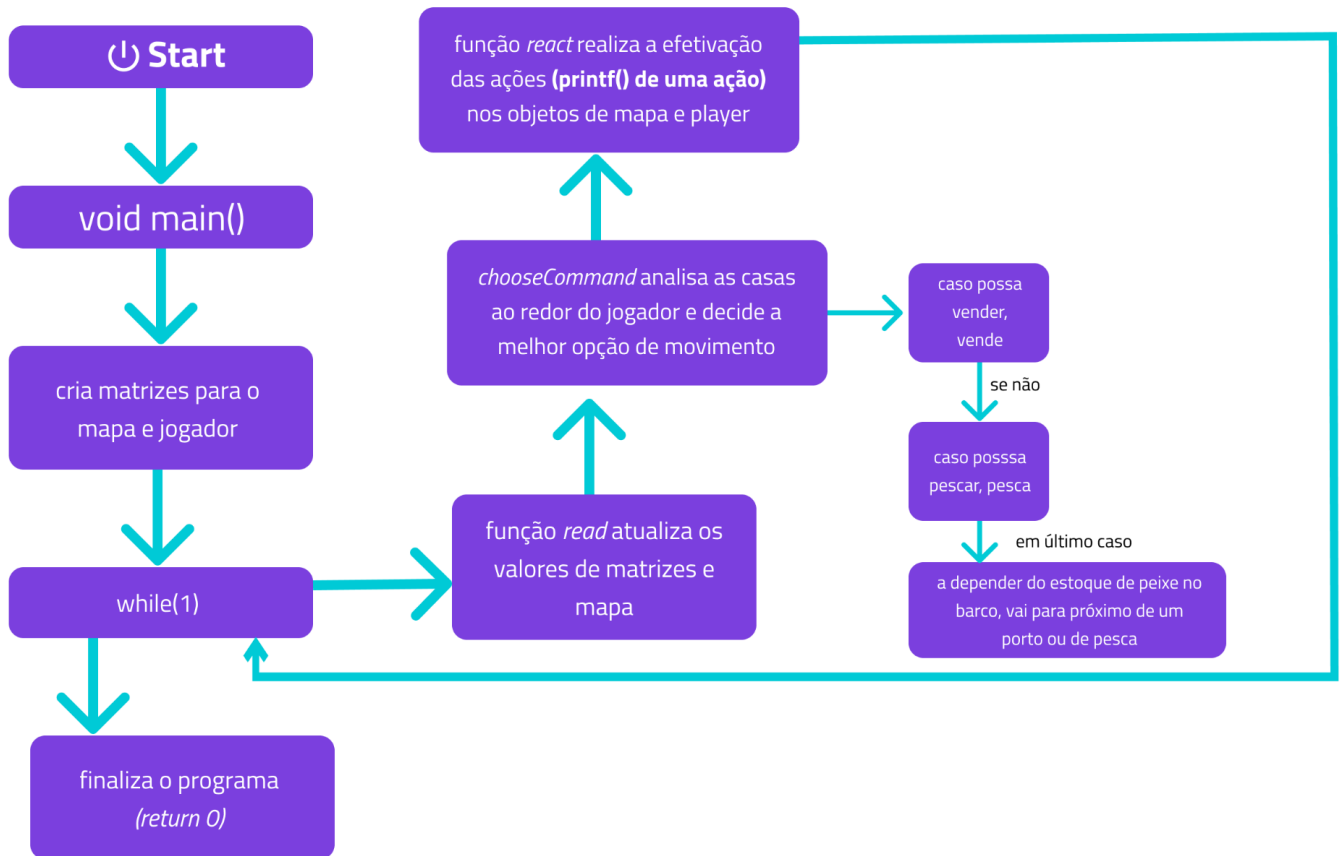 Start
void main()
cria matrizes para o
mapa e jogador
while(1)
finaliza o programa
(return 0)
função read atualiza os
valores de matrizes e
mapa
chooseCommand analisa as casas
ao redor do jogador e decide a
melhor opção de movimento
função react realiza a efetivação
das ações (printf() de uma ação)
nos objetos de mapa e player
caso possa
vender,
vende
se não
caso posssa
pescar, pesca
em último caso
a depender do estoque de peixe no
barco, vai para próximo de um
porto ou de pesca